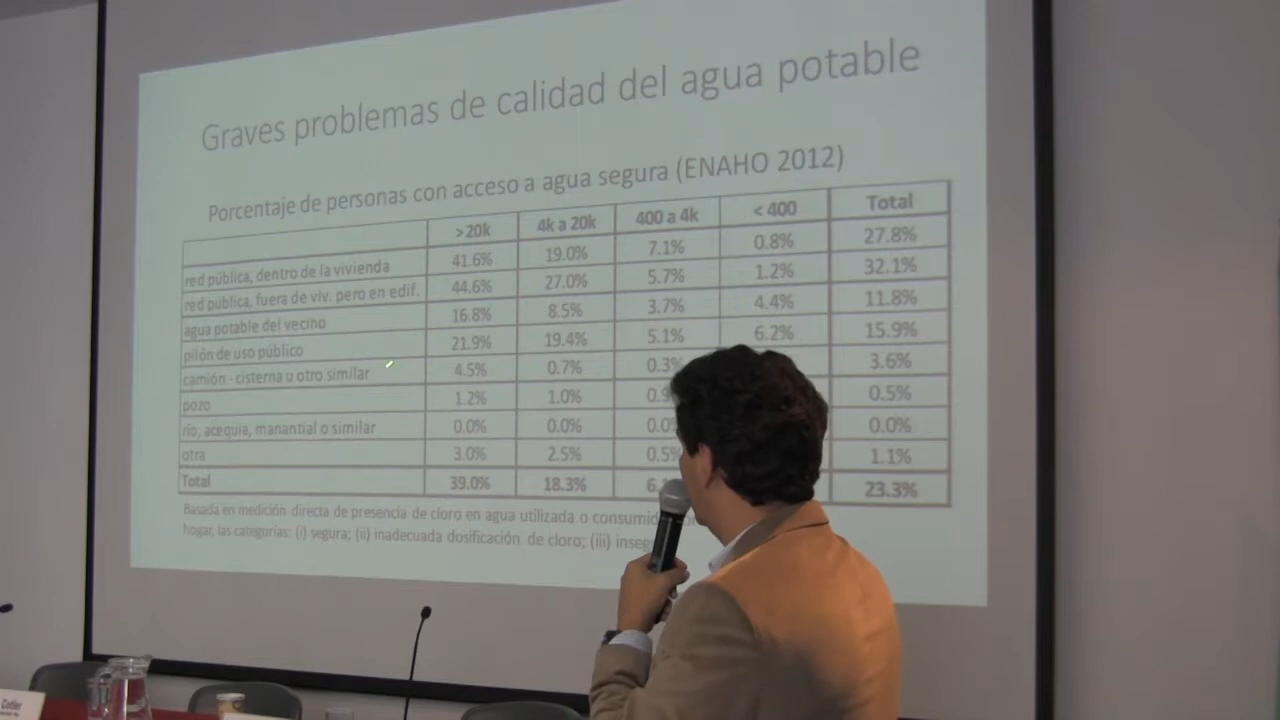 Graves problemas de calidad del agua potable
Porcentaje de personas con acceso a agua segura (ENAHO 2012)
>20k 4k a 20k 400 a 4k < 400 Total
red pública, dentro de la vivienda 41.6% 19.0% 7.1% 0.8% 27.8%
red pública, fuera de viv. pero en edif. 44.6% 27.0% 5.7% 1.2% 32.1%
agua potable del vecino 16.8% 8.5% 3.7% 4.4% 11.8%
pilón de uso público 21.9% 19.4% 5.1% 6.2% 15.9%
camión - cisterna u otro similar 4.5% 0.7% 0.3% 3.6%
pozo 1.2% 1.0% 0.5%
río, acequia, manantial o similar 0.0% 0.0% 0.0%
otra 3.0% 2.5% 0.5% 1.1%
Total 39.0% 18.3% 23.3%
Basada en medición directa de presencia de cloro en agua utilizada o
hogar, las categorías: (i) segura; (ii) inadecuada dosificación de cloro; (iii)
Cotler